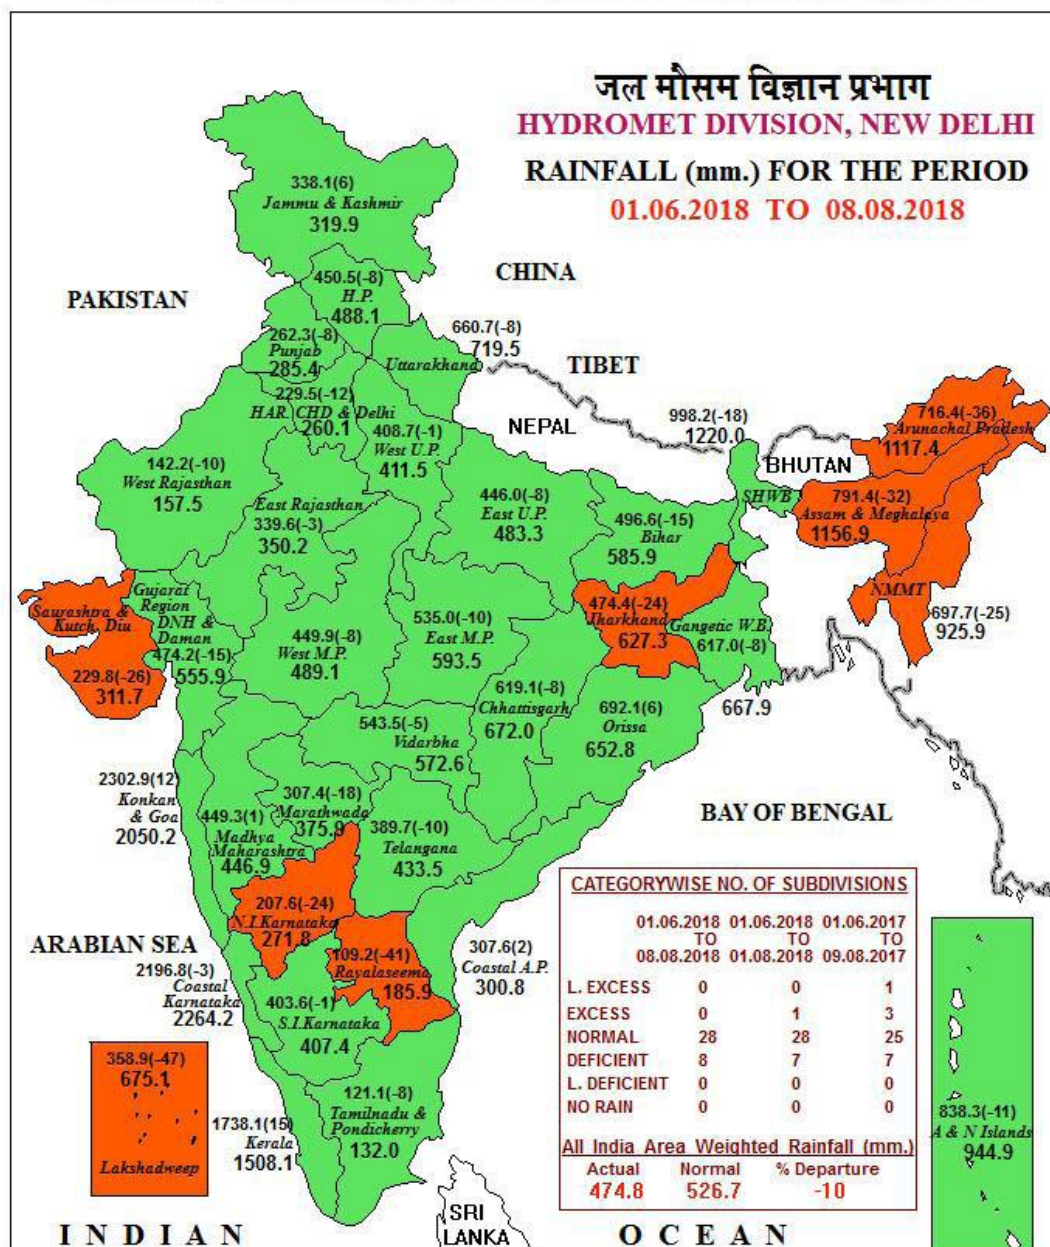 जल मौसम विज्ञान प्रभाग
HYDROMET DIVISION, NEW DELHI
RAINFALL (mm.) FOR THE PERIOD
01.06.2018 TO 08.08.2018
338.1(6)
Jammu & Kashmir
319.9
CHINA
PAKISTAN
450.5(-8)
H.P.
488.1
262.3(-8)
Punjab
285.4
660.7(-8)
719.5
Uttarakhand
TIBET
229.5(-12)
HAR. CHD & Delhi
260.1
408.7(-1)
West U.P.
411.5
NEPAL
998.2(-18)
1220.0
SHWB
BHUTAN
716.4(-36)
Arunachal Pradesh
1117.4
142.2(-10)
West Rajasthan
157.5
East Rajasthan
339.6(-3)
350.2
446.0(-8)
East U.P.
483.3
496.6(-15)
Bihar
585.9
791.4(-32)
Assam & Meghalaya
1156.9
NMMT
697.7(-25)
925.9
Saurashtra &
Kutch, Diu
229.8(-26)
311.7
Gujarat
Region
DNH &
Daman
474.2(-15)
555.9
449.9(-8)
West M.P.
489.1
535.0(-10)
East M.P.
593.5
474.4(-24)
Jharkhand
627.3
Gangetic W.B.
617.0(-8)
667.9
619.1(-8)
Chhattisgarh
672.0
692.1(6)
Orissa
652.8
543.5(-5)
Vidarbha
572.6
2302.9(12)
Konkan
& Goa
2050.2
449.3(1)
Madhya
Maharashtra
446.9
307.4(-18)
Marathwada
375.9
389.7(-10)
Telangana
433.5
BAY OF BENGAL
207.6(-24)
N.I.Karnataka
271.8
ARABIAN SEA
2196.8(-3)
Coastal
Karnataka
2264.2
109.2(-41)
Rayalaseema
185.9
307.6(2)
Coastal A.P.
300.8
403.6(-1)
S.I.Karnataka
407.4
358.9(-47)
675.1
Lakshadweep
1738.1(15)
Kerala
1508.1
121.1(-8)
Tamilnadu &
Pondicherry
132.0
CATEGORYWISE NO. OF SUBDIVISIONS
01.06.2018 01.06.2018 01.06.2017
TO TO TO
08.08.2018 01.08.2018 09.08.2017
L. EXCESS 0 0 1
EXCESS 0 1 3
NORMAL 28 28 25
DEFICIENT 8 7 7
L. DEFICIENT 0 0 0
NO RAIN 0 0 0
All India Area Weighted Rainfall (mm.)
Actual Normal % Departure
474.8 526.7 -10
838.3(-11)
A & N Islands
944.9
SRI
LANKA
INDIAN OCEAN